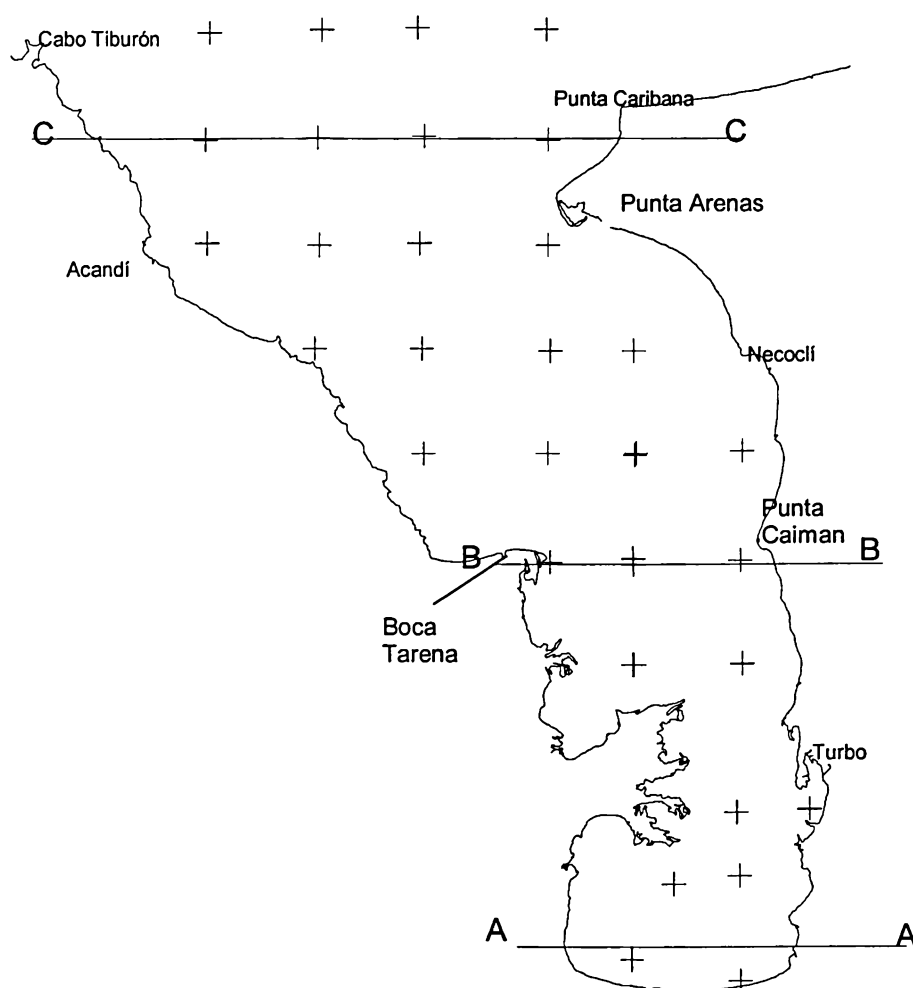 Cabo Tiburón
Punta Caribana
C
C
Punta Arenas
Acandí
Necoclí
Punta
Caiman
B
B
Boca
Tarena
Turbo
A
A